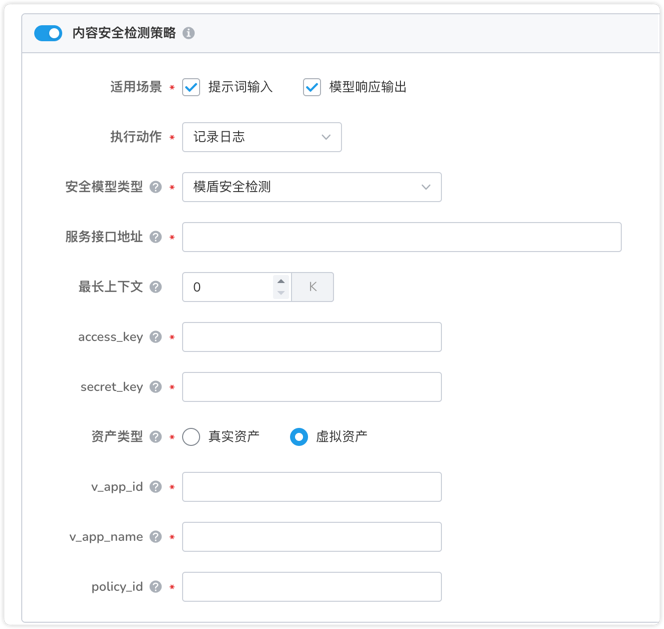 内容安全检测策略
适用场景 * 提示词输入 模型响应输出
执行动作 * 记录日志
安全模型类型 * 模盾安全检测
服务接口地址 *
最长上下文 0 K
access_key *
secret_key *
资产类型 * 真实资产 虚拟资产
v_app_id *
v_app_name *
policy_id *